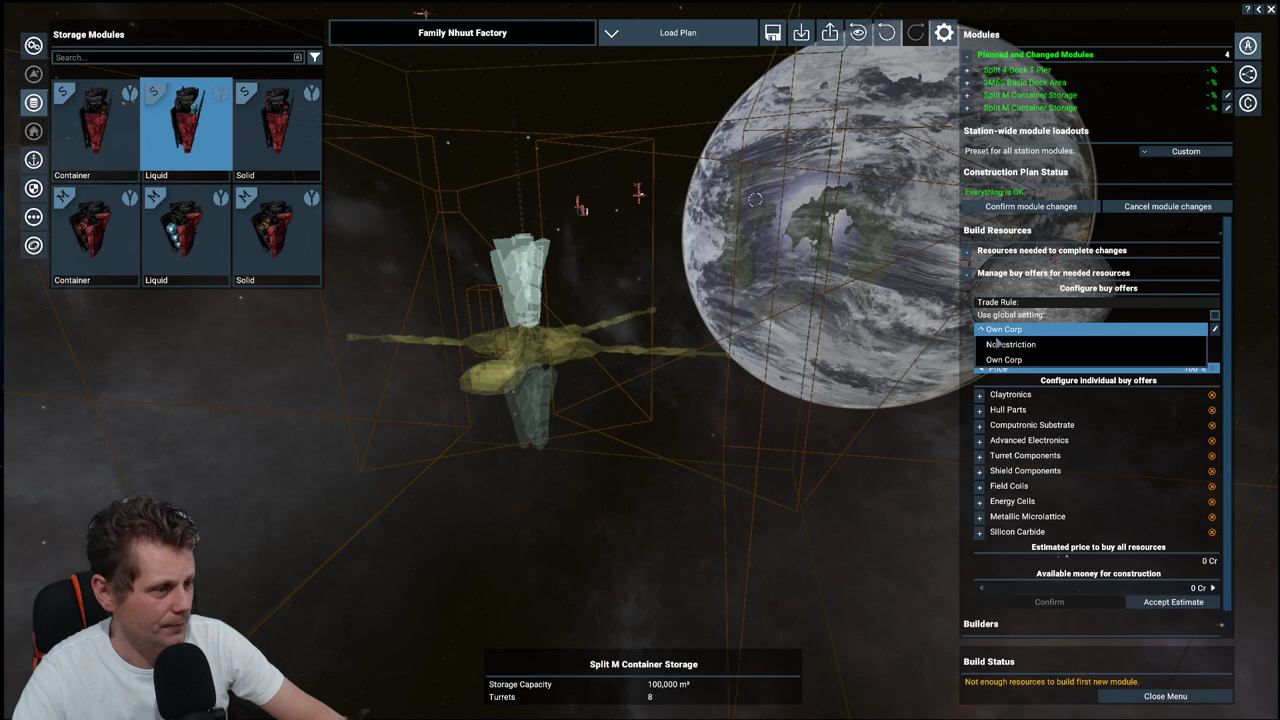 Storage Modules
Search...
Container
Liquid
Solid
Container
Liquid
Solid
Family Nhuut Factory
Load Plan
Modules
Planned and Changed Modules 4
Split 4 Dock T Pier - %
3M6S Basic Dock Area - %
Split M Container Storage - %
Split M Container Storage - %
Station-wide module loadouts
Preset for all station modules: Custom
Construction Plan Status
Everything is OK.
Confirm module changes
Cancel module changes
Build Resources
Resources needed to complete changes
Manage buy offers for needed resources
Configure buy offers
Trade Rule:
Use global setting:
Own Corp
Own Corp
Price 100 %
Configure individual buy offers
Claytronics
Hull Parts
Computronic Substrate
Advanced Electronics
Turret Components
Shield Components
Field Coils
Energy Cells
Metallic Microlattice
Silicon Carbide
Estimated price to buy all resources
0 Cr
Available money for construction
0 Cr
Confirm
Accept Estimate
Builders
Build Status
Not enough resources to build first new module.
Close Menu
Split M Container Storage
Storage Capacity 100,000 m³
Turrets 8